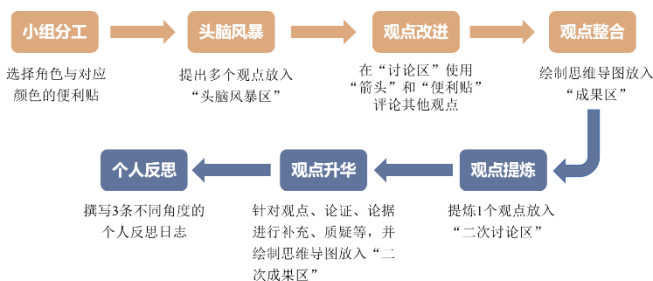 小组分工
头脑风暴
观点改进
观点整合
选择角色与对应
颜色的便利贴
提出多个观点放入
“头脑风暴区”
在“讨论区”使用
“箭头”和“便利贴”
评论其他观点
绘制思维导图放入
“成果区”
个人反思
观点升华
观点提炼
撰写3条不同角度的
个人反思日志
针对观点、论证、论据
进行补充、质疑等，并
绘制思维导图放入“二
次成果区”
提炼1个观点放入
“二次讨论区”